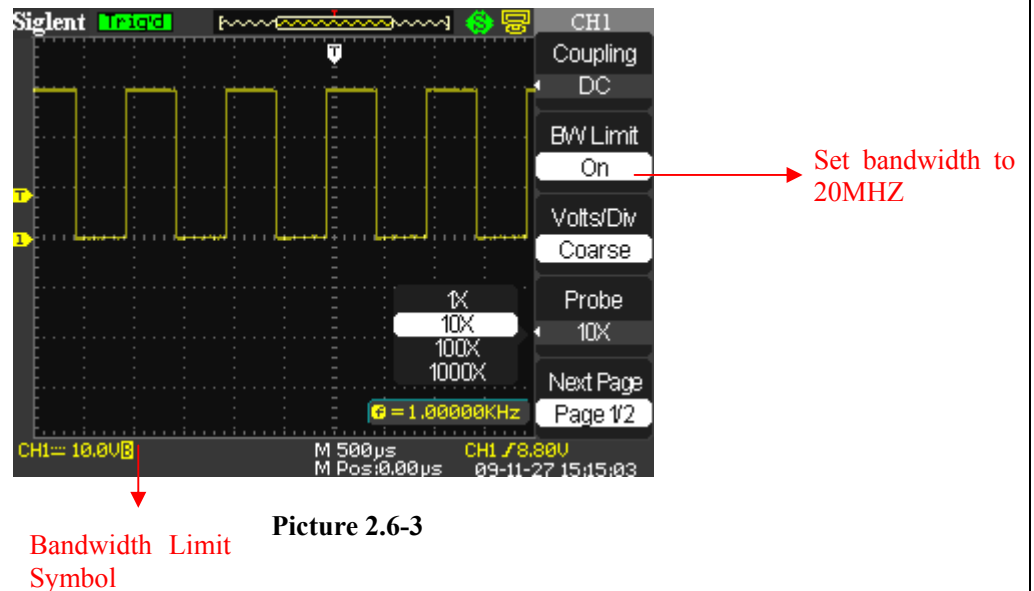 Siglent Trig'd CH1
T
Coupling
DC
BW Limit
On
Set bandwidth to
20MHZ
T
Volts/Div
1
Coarse
1X
10X
100X
1000X
Probe
10X
Next Page
Page 1/2
f = 1.00000KHz
CH1 10.0V B M 500µs CH1 8.80V
M Pos:0.00µs 09-11-27 15:15:03
Picture 2.6-3
Bandwidth Limit
Symbol